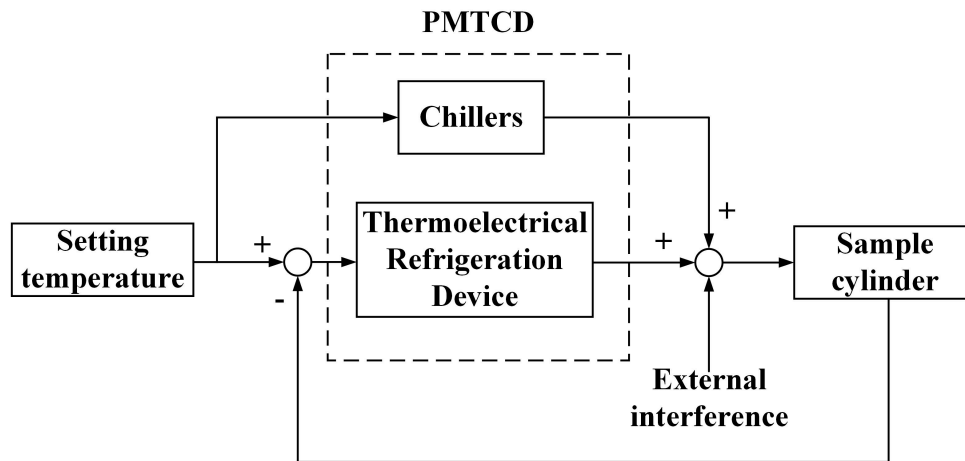 PMTCD
Chillers
+
Setting
temperature
+
-
Thermoelectrical
Refrigeration
Device
+
Sample
cylinder
External
interference